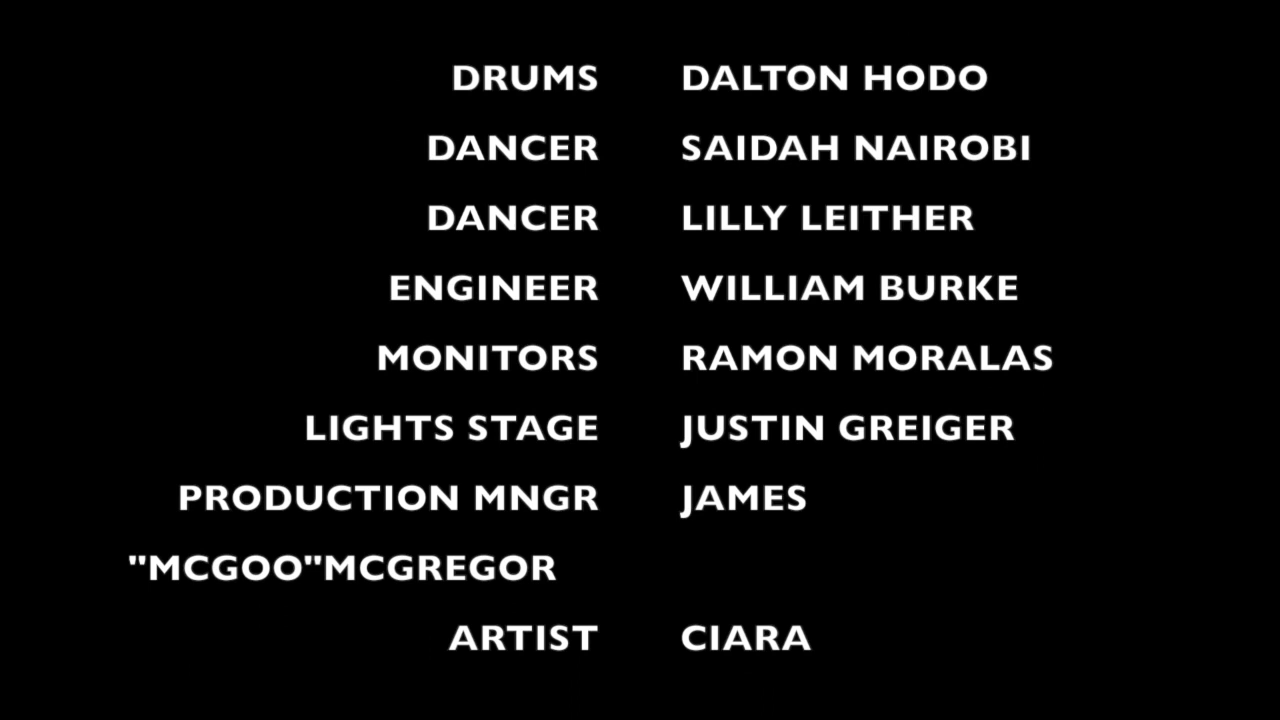 DRUMS DALTON HODO
DANCER SAIDAH NAIROBI
DANCER LILLY LEITHER
ENGINEER WILLIAM BURKE
MONITORS RAMON MORALAS
LIGHTS STAGE JUSTIN GREIGER
PRODUCTION MNGR JAMES
"MCGOO"MCGREGOR
ARTIST CIARA